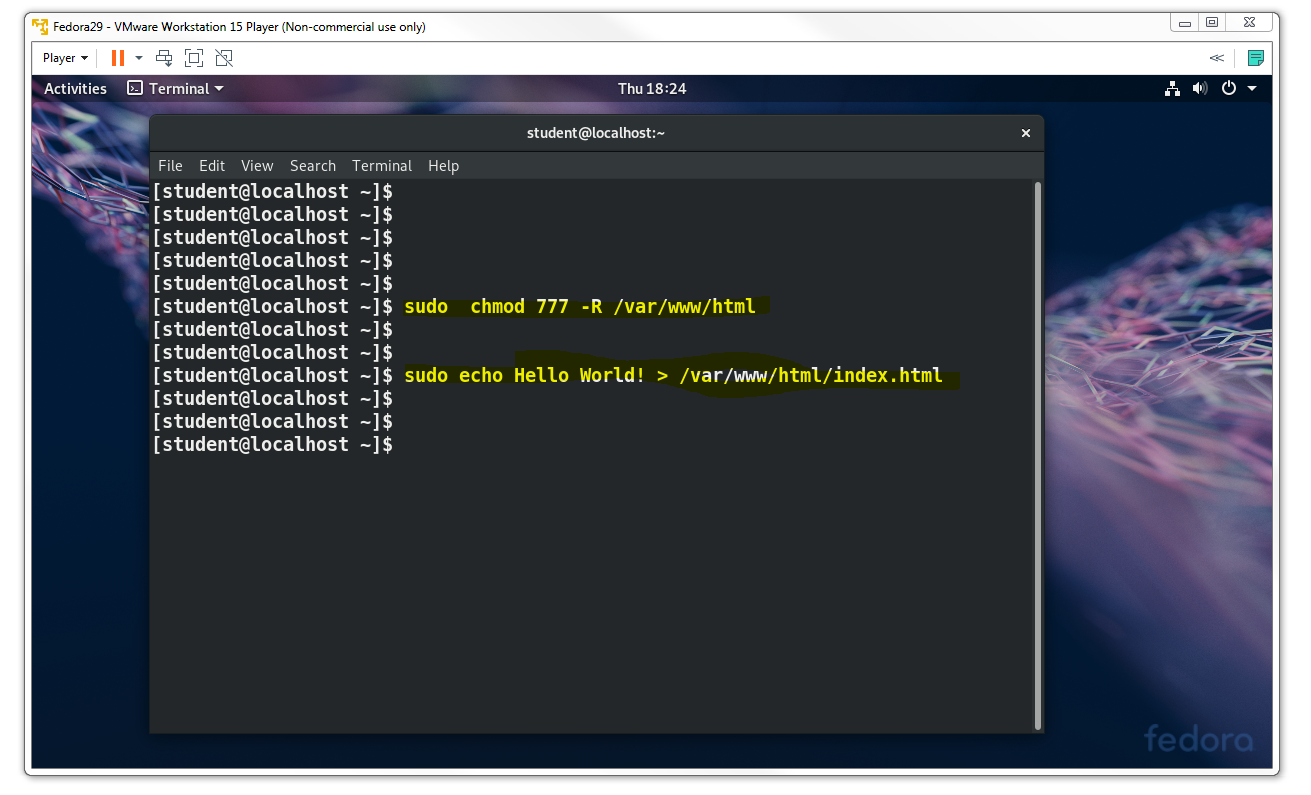 Fedora29 - VMware Workstation 15 Player (Non-commercial use only)
Player
Activities Terminal Thu 18:24
student@localhost:~
File Edit View Search Terminal Help
[student@localhost ~]$
[student@localhost ~]$
[student@localhost ~]$
[student@localhost ~]$
[student@localhost ~]$
[student@localhost ~]$ sudo  chmod 777 -R /var/www/html
[student@localhost ~]$
[student@localhost ~]$
[student@localhost ~]$ sudo echo Hello World! > /var/www/html/index.html
[student@localhost ~]$
[student@localhost ~]$
[student@localhost ~]$
fedora